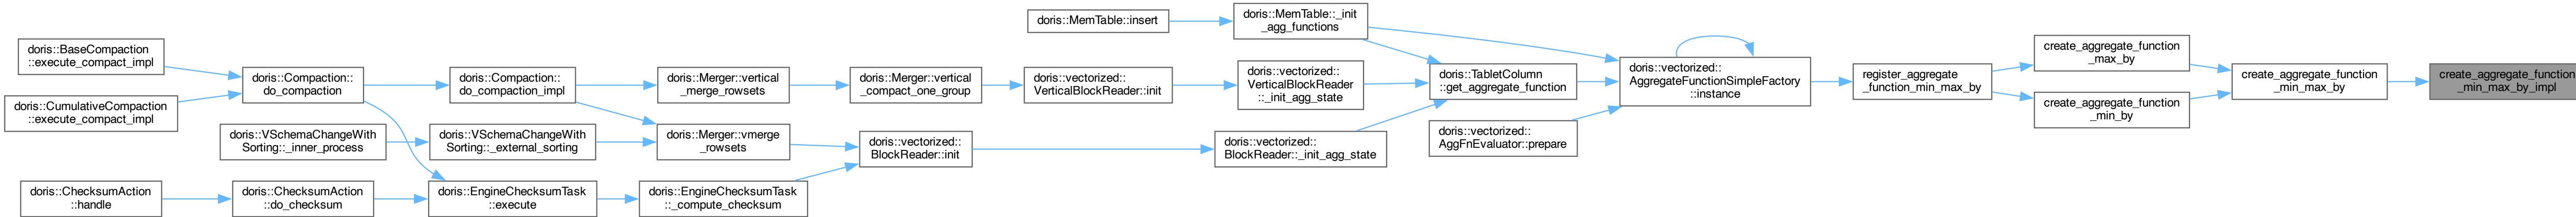 doris::BaseCompaction
::execute_compact_impl
doris::CumulativeCompaction
::execute_compact_impl
doris::Compaction::
do_compaction
doris::VSchemaChangeWith
Sorting::_inner_process
doris::ChecksumAction
::handle
doris::ChecksumAction
::do_checksum
doris::Compaction::
do_compaction_impl
doris::VSchemaChangeWith
Sorting::_external_sorting
doris::EngineChecksumTask
::execute
doris::Merger::vertical
_merge_rowsets
doris::Merger::vmerge
_rowsets
doris::EngineChecksumTask
::_compute_checksum
doris::Merger::vertical
_compact_one_group
doris::vectorized::
BlockReader::init
doris::MemTable::insert
doris::vectorized::
VerticalBlockReader::init
doris::MemTable::_init
_agg_functions
doris::vectorized::
VerticalBlockReader
::_init_agg_state
doris::vectorized::
BlockReader::_init_agg_state
doris::TabletColumn
::get_aggregate_function
doris::vectorized::
AggFnEvaluator::prepare
doris::vectorized::
AggregateFunctionSimpleFactory
::instance
register_aggregate
_function_min_max_by
create_aggregate_function
_max_by
create_aggregate_function
_min_by
create_aggregate_function
_min_max_by
create_aggregate_function
_min_max_by_impl